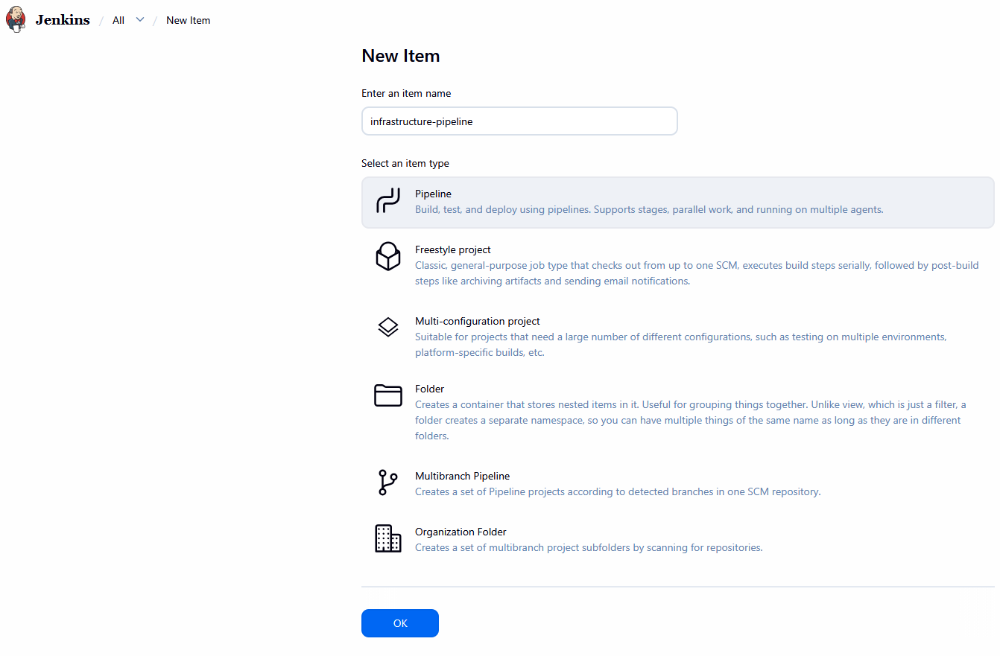 Jenkins / All / New Item
New Item
Enter an item name
infrastructure-pipeline
Select an item type
Pipeline
Build, test, and deploy using pipelines. Supports stages, parallel work, and running on multiple agents.
Freestyle project
Classic, general-purpose job type that checks out from up to one SCM, executes build steps serially, followed by post-build
steps like archiving artifacts and sending email notifications.
Multi-configuration project
Suitable for projects that need a large number of different configurations, such as testing on multiple environments,
platform-specific builds, etc.
Folder
Creates a container that stores nested items in it. Useful for grouping things together. Unlike view, which is just a filter, a
folder creates a separate namespace, so you can have multiple things of the same name as long as they are in different
folders.
Multibranch Pipeline
Creates a set of Pipeline projects according to detected branches in one SCM repository.
Organization Folder
Creates a set of multibranch project subfolders by scanning for repositories.
OK